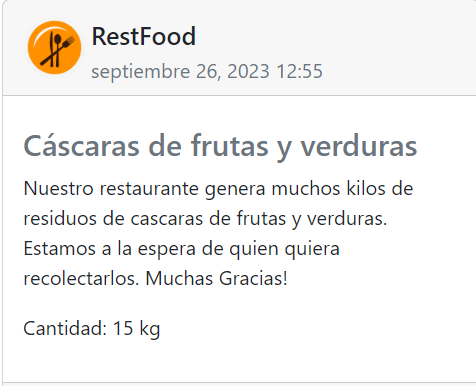 RestFood
septiembre 26, 2023 12:55
Cáscaras de frutas y verduras
Nuestro restaurante genera muchos kilos de
residuos de cascaras de frutas y verduras.
Estamos a la espera de quien quiera
recolectarlos. Muchas Gracias!
Cantidad: 15 kg